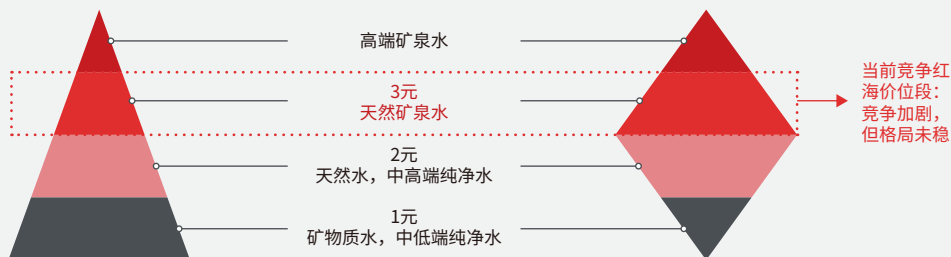 高端矿泉水
3元
天然矿泉水
2元
天然水，中高端纯净水
1元
矿物质水，中低端纯净水
当前竞争红
海价位段：
竞争加剧，
但格局未稳